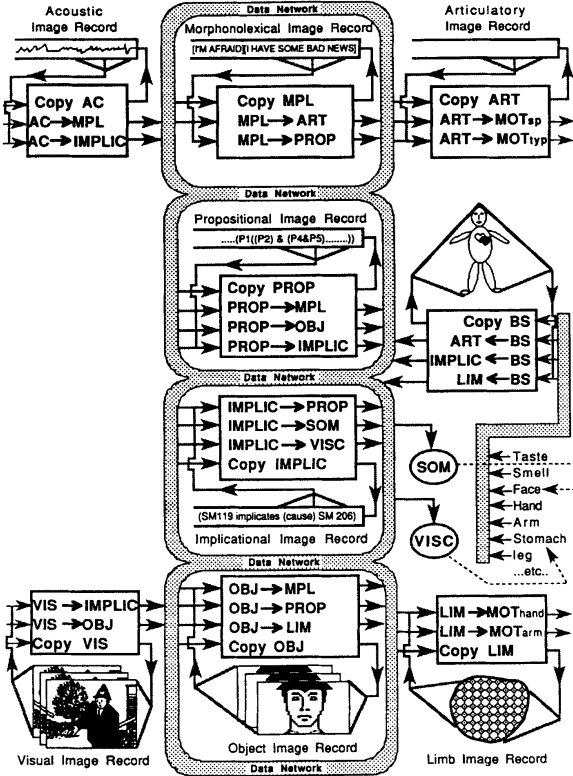 Data Network
Acoustic
Image Record
Morphonolexical Image Record
Articulatory
Image Record
[I'M AFRAID][I HAVE SOME BAD NEWS]
Copy AC
AC→MPL
AC→IMPLIC
Copy MPL
MPL→ART
MPL→PROP
Copy ART
ART→MOTsp
ART→MOTtyp
Data Network
Propositional Image Record
.....(P1((P2) & (P4&P5)........))
Copy PROP
PROP→MPL
PROP→OBJ
PROP→IMPLIC
Copy BS
ART←BS
IMPLIC←BS
LIM←BS
Data Network
IMPLIC→PROP
IMPLIC→SOM
IMPLIC→VISC
Copy IMPLIC
(SM119 implicates (cause) SM 206)
Implicational Image Record
SOM
VISC
Taste
Smell
Face
Hand
Arm
Stomach
leg
...etc..
Data Network
VIS→IMPLIC
VIS→OBJ
Copy VIS
Visual Image Record
OBJ→MPL
OBJ→PROP
OBJ→LIM
Copy OBJ
Object Image Record
LIM→MOThand
LIM→MOTarm
Copy LIM
Limb Image Record
Data Network